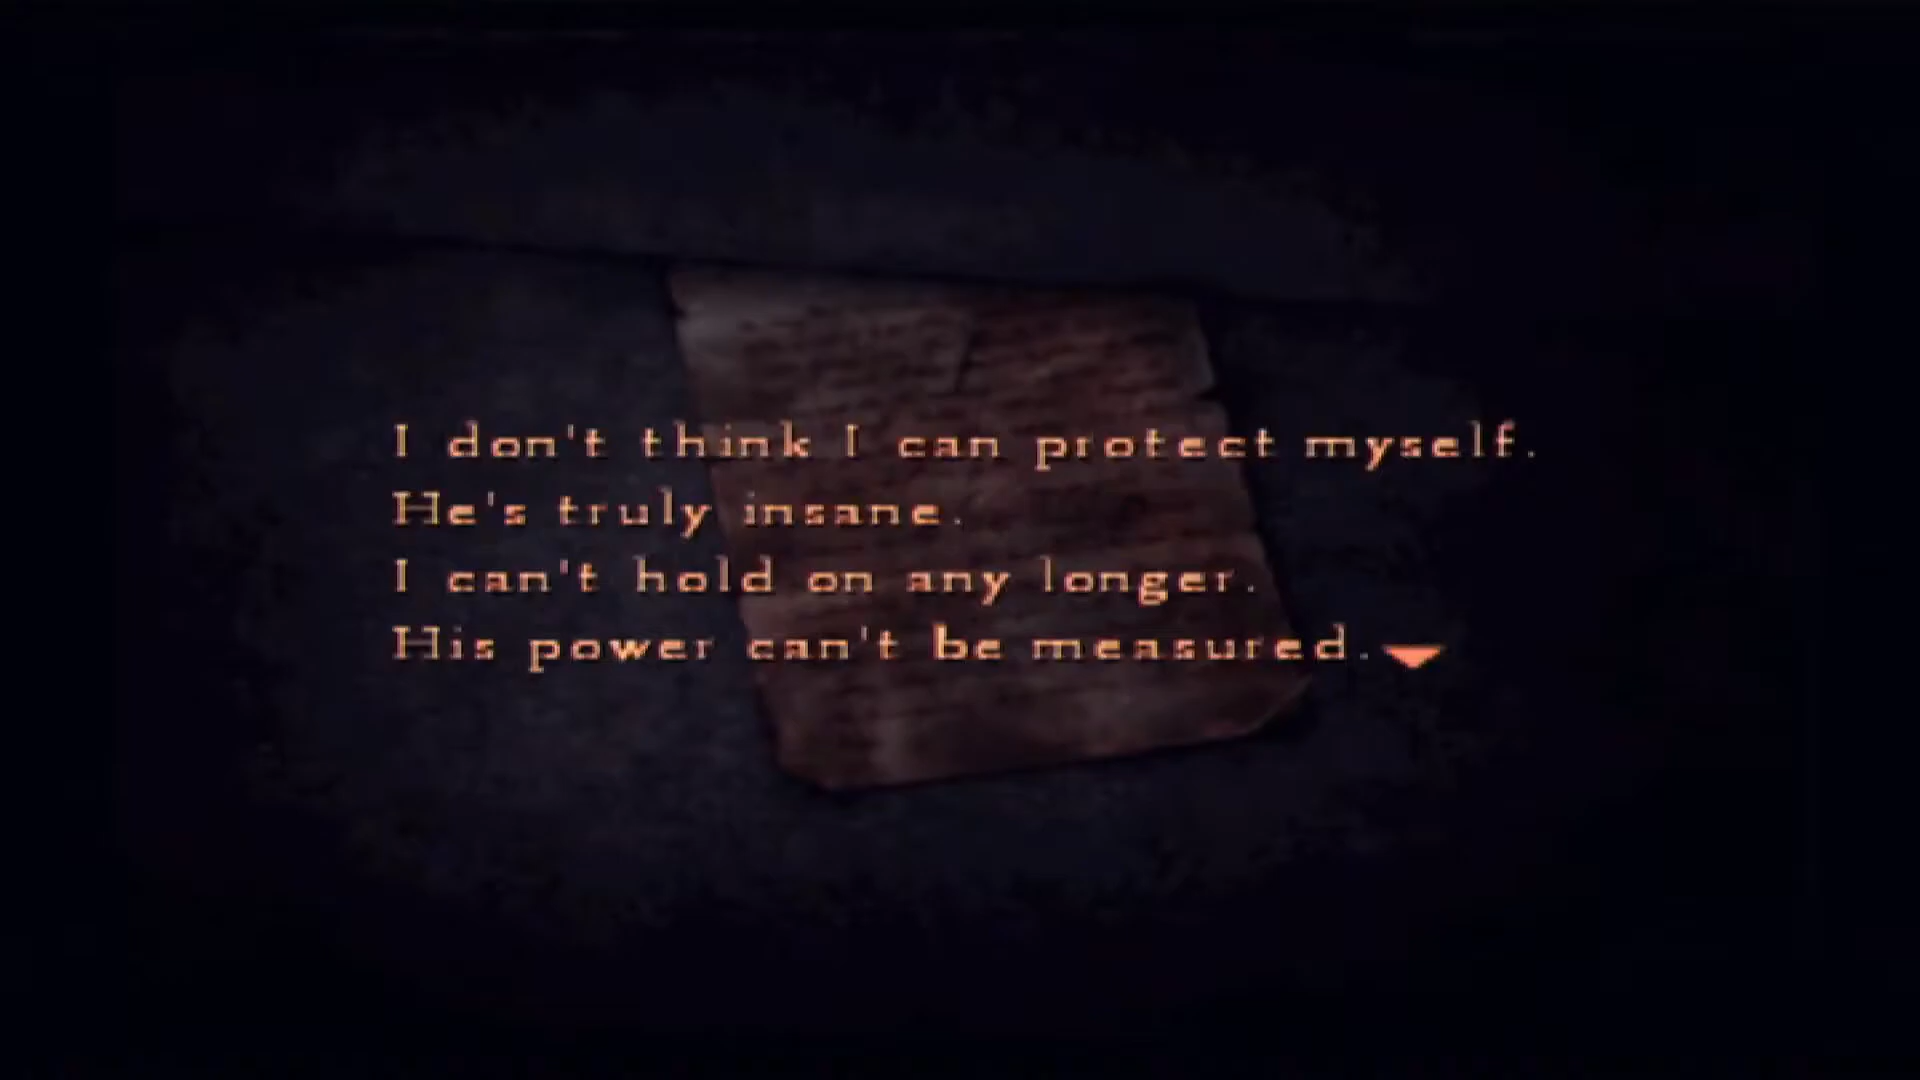 I don't think I can protect myself.
He's truly insane.
I can't hold on any longer.
His power can't be measured.